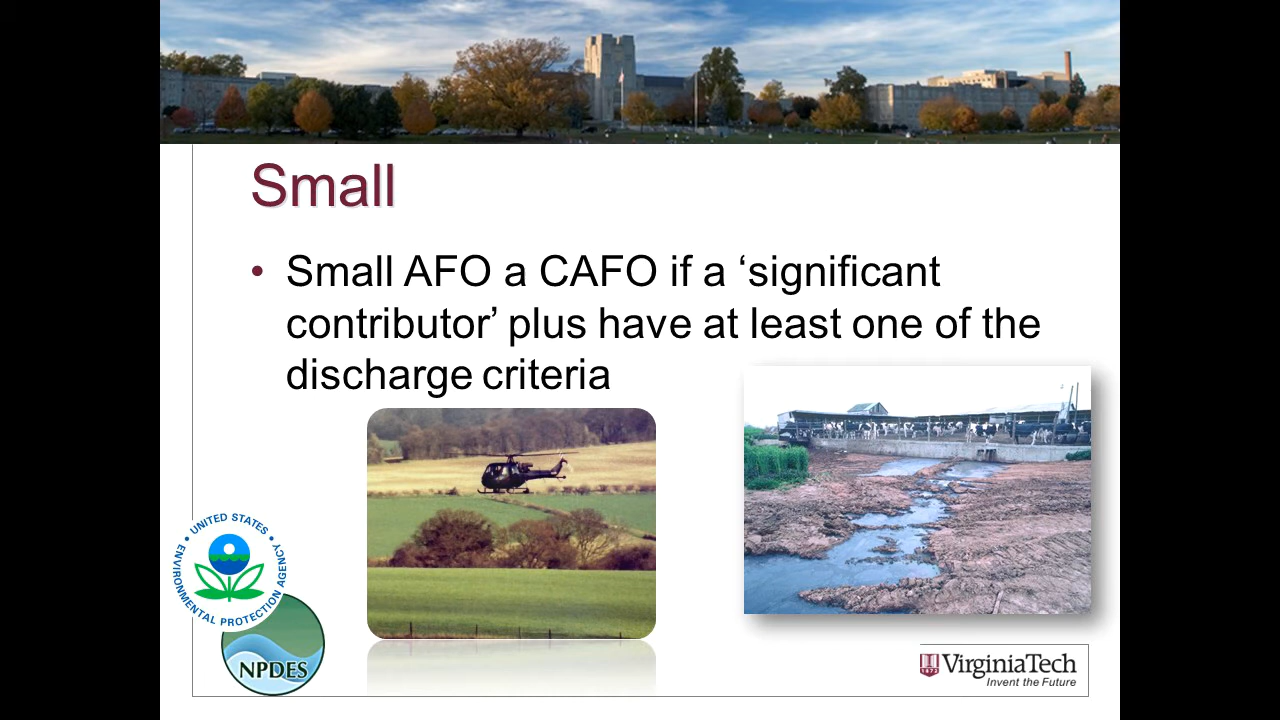 Small
• Small AFO a CAFO if a ‘significant
contributor’ plus have at least one of the
discharge criteria
UNITED STATES
ENVIRONMENTAL PROTECTION AGENCY
NPDES
1872
VirginiaTech
Invent the Future